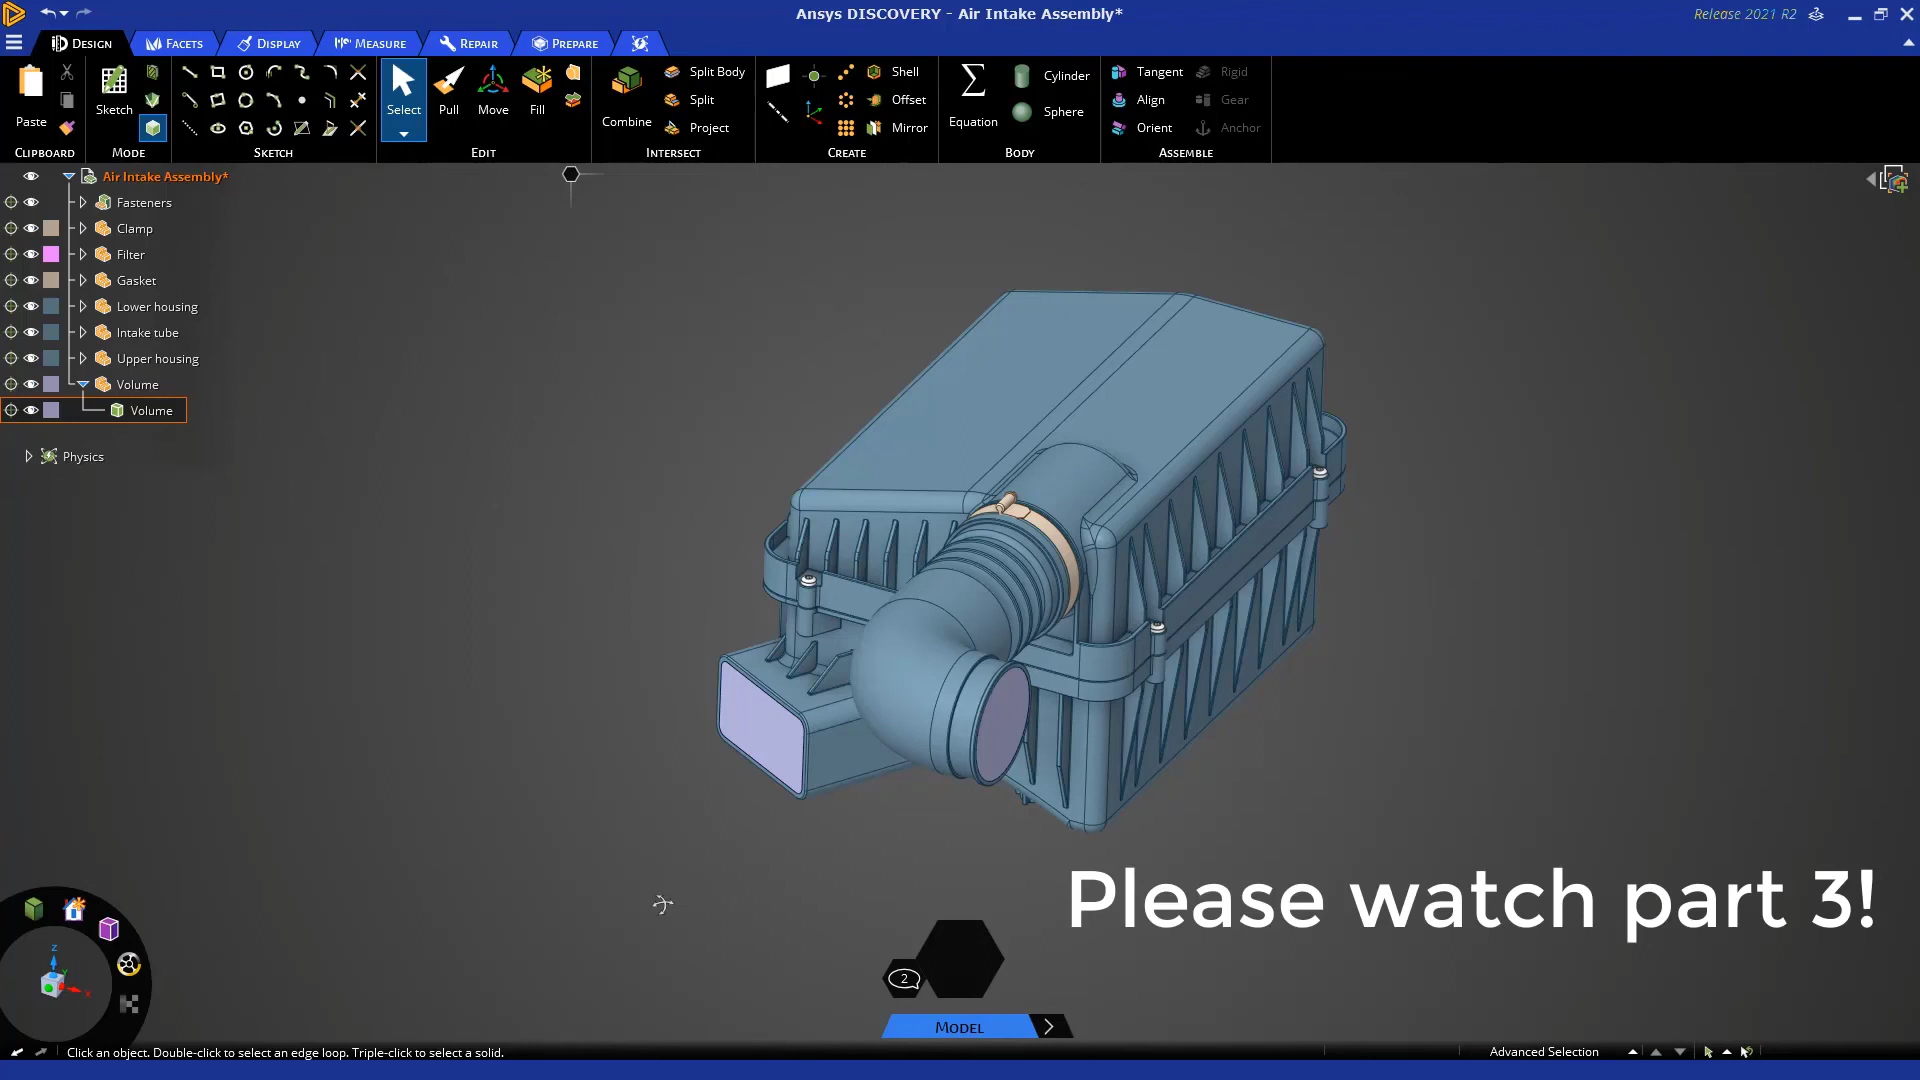 Ansys DISCOVERY - Air Intake Assembly*
Release 2021 R2
DESIGN FACETS DISPLAY MEASURE REPAIR PREPARE
Paste
CLIPBOARD
Sketch
MODE
SKETCH
Select Pull Move Fill
EDIT
Combine
Split Body
Split
Project
INTERSECT
Shell
Offset
Mirror
CREATE
Equation
Cylinder
Sphere
BODY
Tangent Rigid
Align Gear
Orient Anchor
ASSEMBLE
Air Intake Assembly*
Fasteners
Clamp
Filter
Gasket
Lower housing
Intake tube
Upper housing
Volume
Volume
Physics
Please watch part 3!
2
MODEL
Z
Y
X
Click an object. Double-click to select an edge loop. Triple-click to select a solid.
Advanced Selection